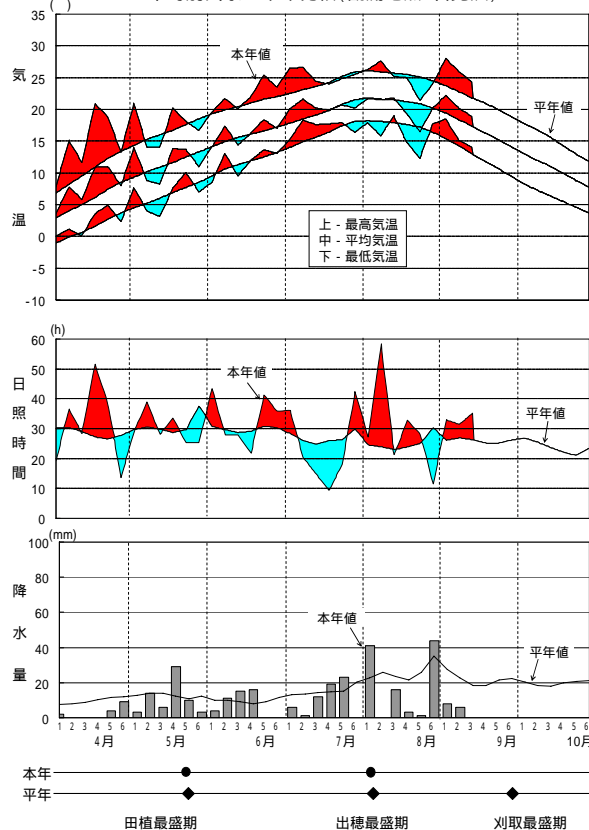 (  )
35
30
25
20
15
10
5
0
-5
-10
気
温
本年値
平年値
上 - 最高気温
中 - 平均気温
下 - 最低気温
(h)
60
50
40
30
20
10
0
日
照
時
間
本年値
平年値
(mm)
100
80
60
40
20
0
降
水
量
本年値
平年値
1 2 3 4 5 6 1 2 3 4 5 6 1 2 3 4 5 6 1 2 3 4 5 6 1 2 3 4 5 6 1 2 3 4 5 6 1 2 3 4 5 6
4月 5月 6月 7月 8月 9月 10月
本年
平年
田植最盛期 出穂最盛期 刈取最盛期